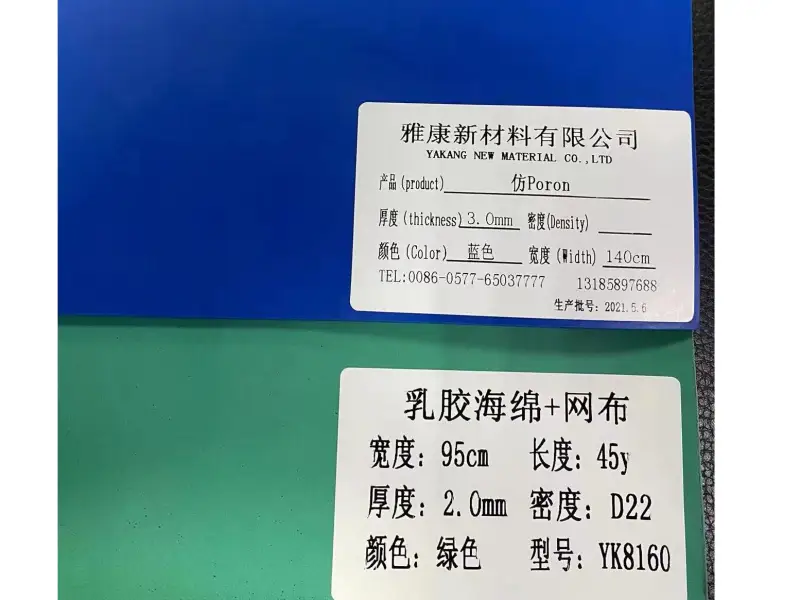 雅康新材料有限公司
YAKANG NEW MATERIAL CO.,LTD
产品(product) 仿Poron
厚度(thickness) 3.0mm 密度(Density)
颜色(Color) 蓝色 宽度(Width) 140cm
TEL:0086-0577-65037777 13185897688
生产批号: 2021.5.6
乳胶海绵+网布
宽度: 95cm 长度: 45y
厚度: 2.0mm 密度: D22
颜色: 绿色 型号: YK8160